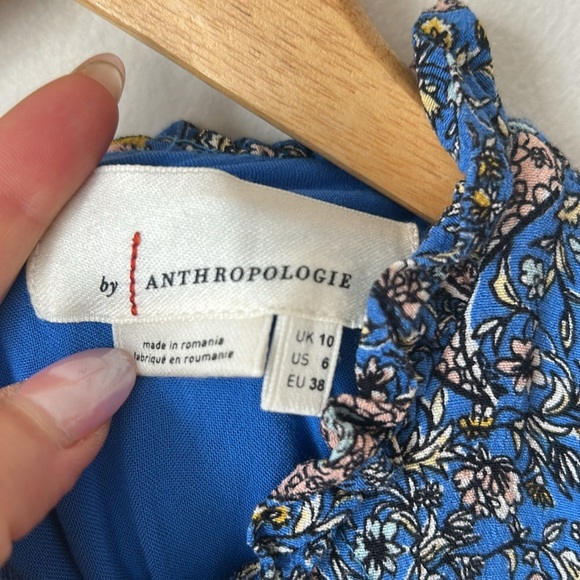 by ANTHROPOLOGIE
made in romania
fabriqué en roumanie
UK 10
US 6
EU 38